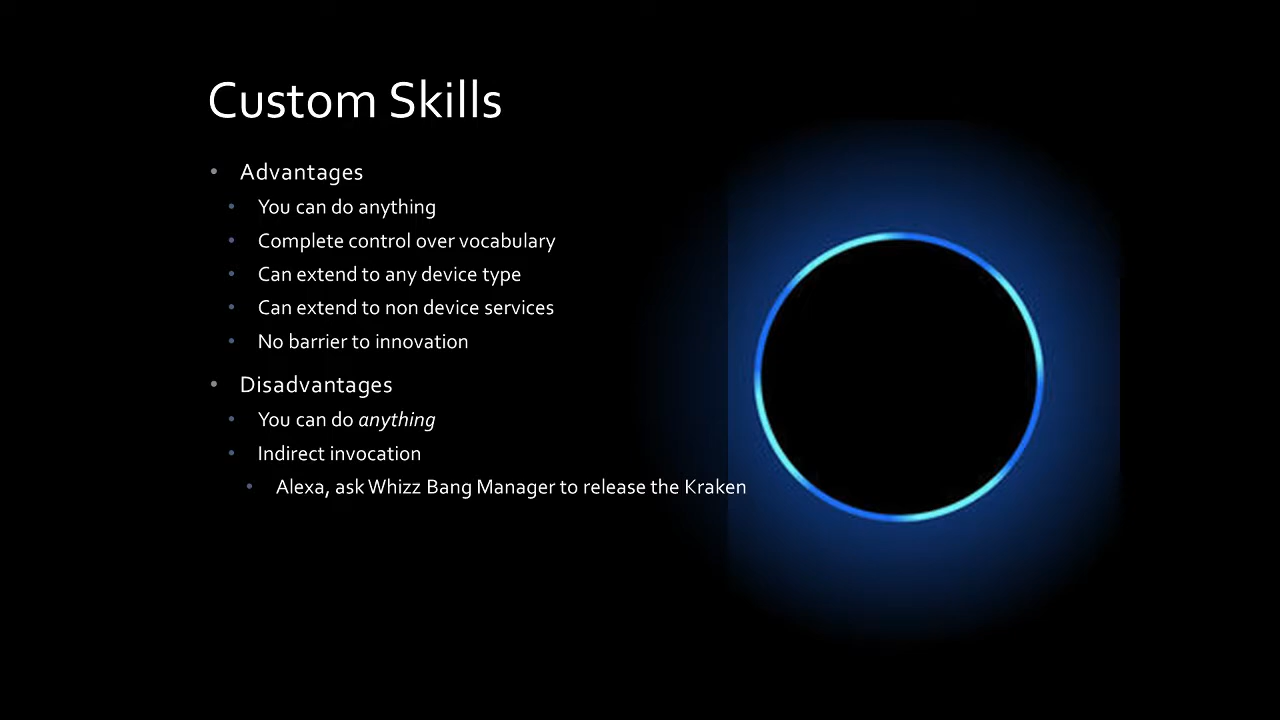 Custom Skills
• Advantages
• You can do anything
• Complete control over vocabulary
• Can extend to any device type
• Can extend to non device services
• No barrier to innovation
• Disadvantages
• You can do anything
• Indirect invocation
• Alexa, ask Whizz Bang Manager to release the Kraken